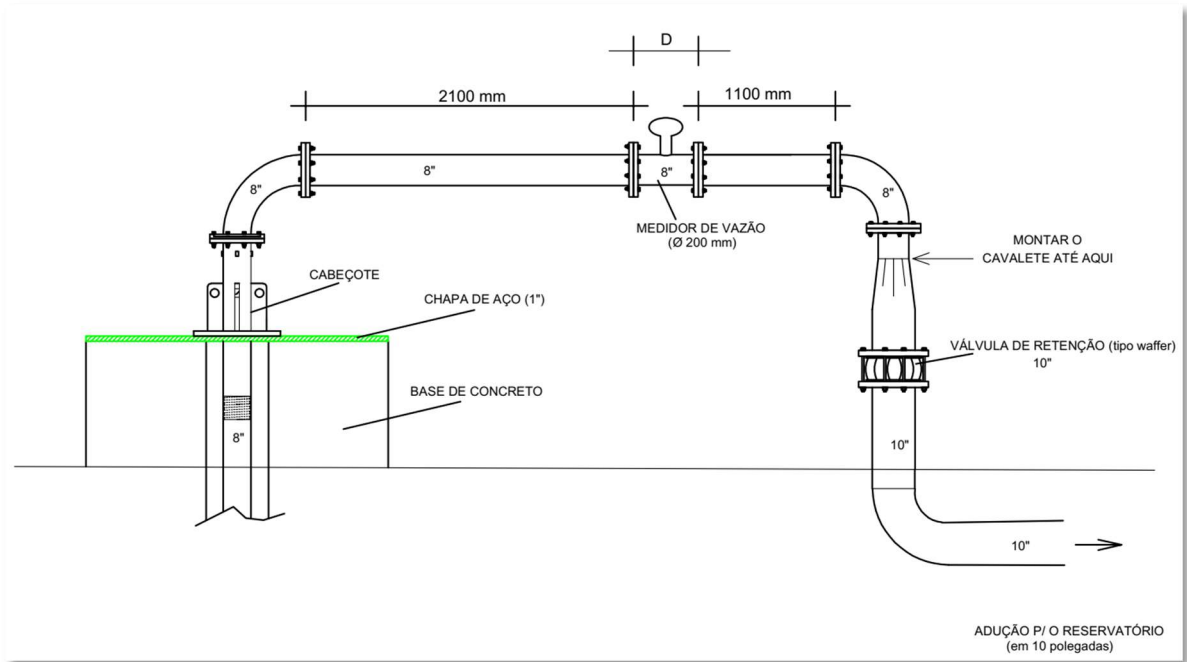 D
2100 mm
1100 mm
8"
8"
8"
8"
MEDIDOR DE VAZÃO
(Ø 200 mm)
MONTAR O
CAVALETE ATÉ AQUI
CABEÇOTE
CHAPA DE AÇO (1")
VÁLVULA DE RETENÇÃO (tipo waffer)
10"
BASE DE CONCRETO
8"
10"
10"
ADUÇÃO P/ O RESERVATÓRIO
(em 10 polegadas)